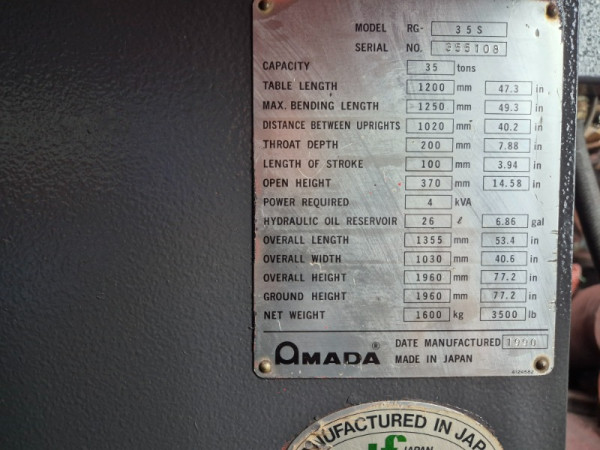 MODEL RG- 35S
SERIAL NO. 355108
CAPACITY 35 tons
TABLE LENGTH 1200 mm 47.3 in
MAX. BENDING LENGTH 1250 mm 49.3 in
DISTANCE BETWEEN UPRIGHTS 1020 mm 40.2 in
THROAT DEPTH 200 mm 7.88 in
LENGTH OF STROKE 100 mm 3.94 in
OPEN HEIGHT 370 mm 14.58 in
POWER REQUIRED 4 kVA
HYDRAULIC OIL RESERVOIR 26 ℓ 6.86 gal
OVERALL LENGTH 1355 mm 53.4 in
OVERALL WIDTH 1030 mm 40.6 in
OVERALL HEIGHT 1960 mm 77.2 in
GROUND HEIGHT 1960 mm 77.2 in
NET WEIGHT 1600 kg 3500 lb
AMADA® DATE MANUFACTURED
MADE IN JAPAN
MANUFACTURED IN JAP
JAPAN